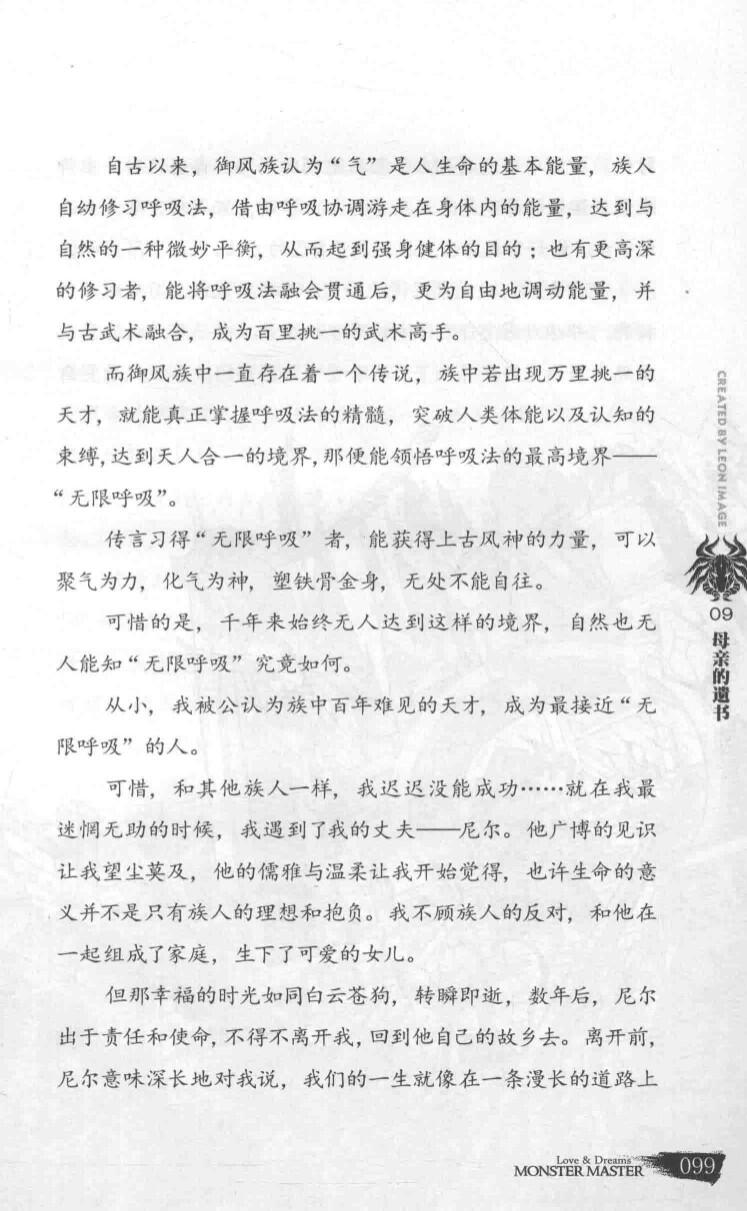 自古以来，御风族认为“气”是人生命的基本能量，族人
自幼修习呼吸法，借由呼吸协调游走在身体内的能量，达到与
自然的一种微妙平衡，从而起到强身健体的目的；也有更高深
的修习者，能将呼吸法融会贯通后，更为自由地调动能量，并
与古武术融合，成为百里挑一的武术高手。
而御风族中一直存在着一个传说，族中若出现万里挑一的
天才，就能真正掌握呼吸法的精髓，突破人类体能以及认知的
束缚，达到天人合一的境界，那便能领悟呼吸法的最高境界——
“无限呼吸”。
传言习得“无限呼吸”者，能获得上古风神的力量，可以
聚气为力，化气为神，塑铁骨金身，无处不能自往。
可惜的是，千年来始终无人达到这样的境界，自然也无
人能知“无限呼吸”究竟如何。
从小，我被公认为族中百年难见的天才，成为最接近“无
限呼吸”的人。
可惜，和其他族人一样，我迟迟没能成功……就在我最
迷惘无助的时候，我遇到了我的丈夫——尼尔。他广博的见识
让我望尘莫及，他的儒雅与温柔让我开始觉得，也许生命的意
义并不是只有族人的理想和抱负。我不顾族人的反对，和他在
一起组成了家庭，生下了可爱的女儿。
但那幸福的时光如同白云苍狗，转瞬即逝，数年后，尼尔
出于责任和使命，不得不离开我，回到他自己的故乡去。离开前，
尼尔意味深长地对我说，我们的一生就像在一条漫长的道路上
CREATED BY LEON IMAGE
09
母亲的遗书
Love & Dreams
MONSTER MASTER
099